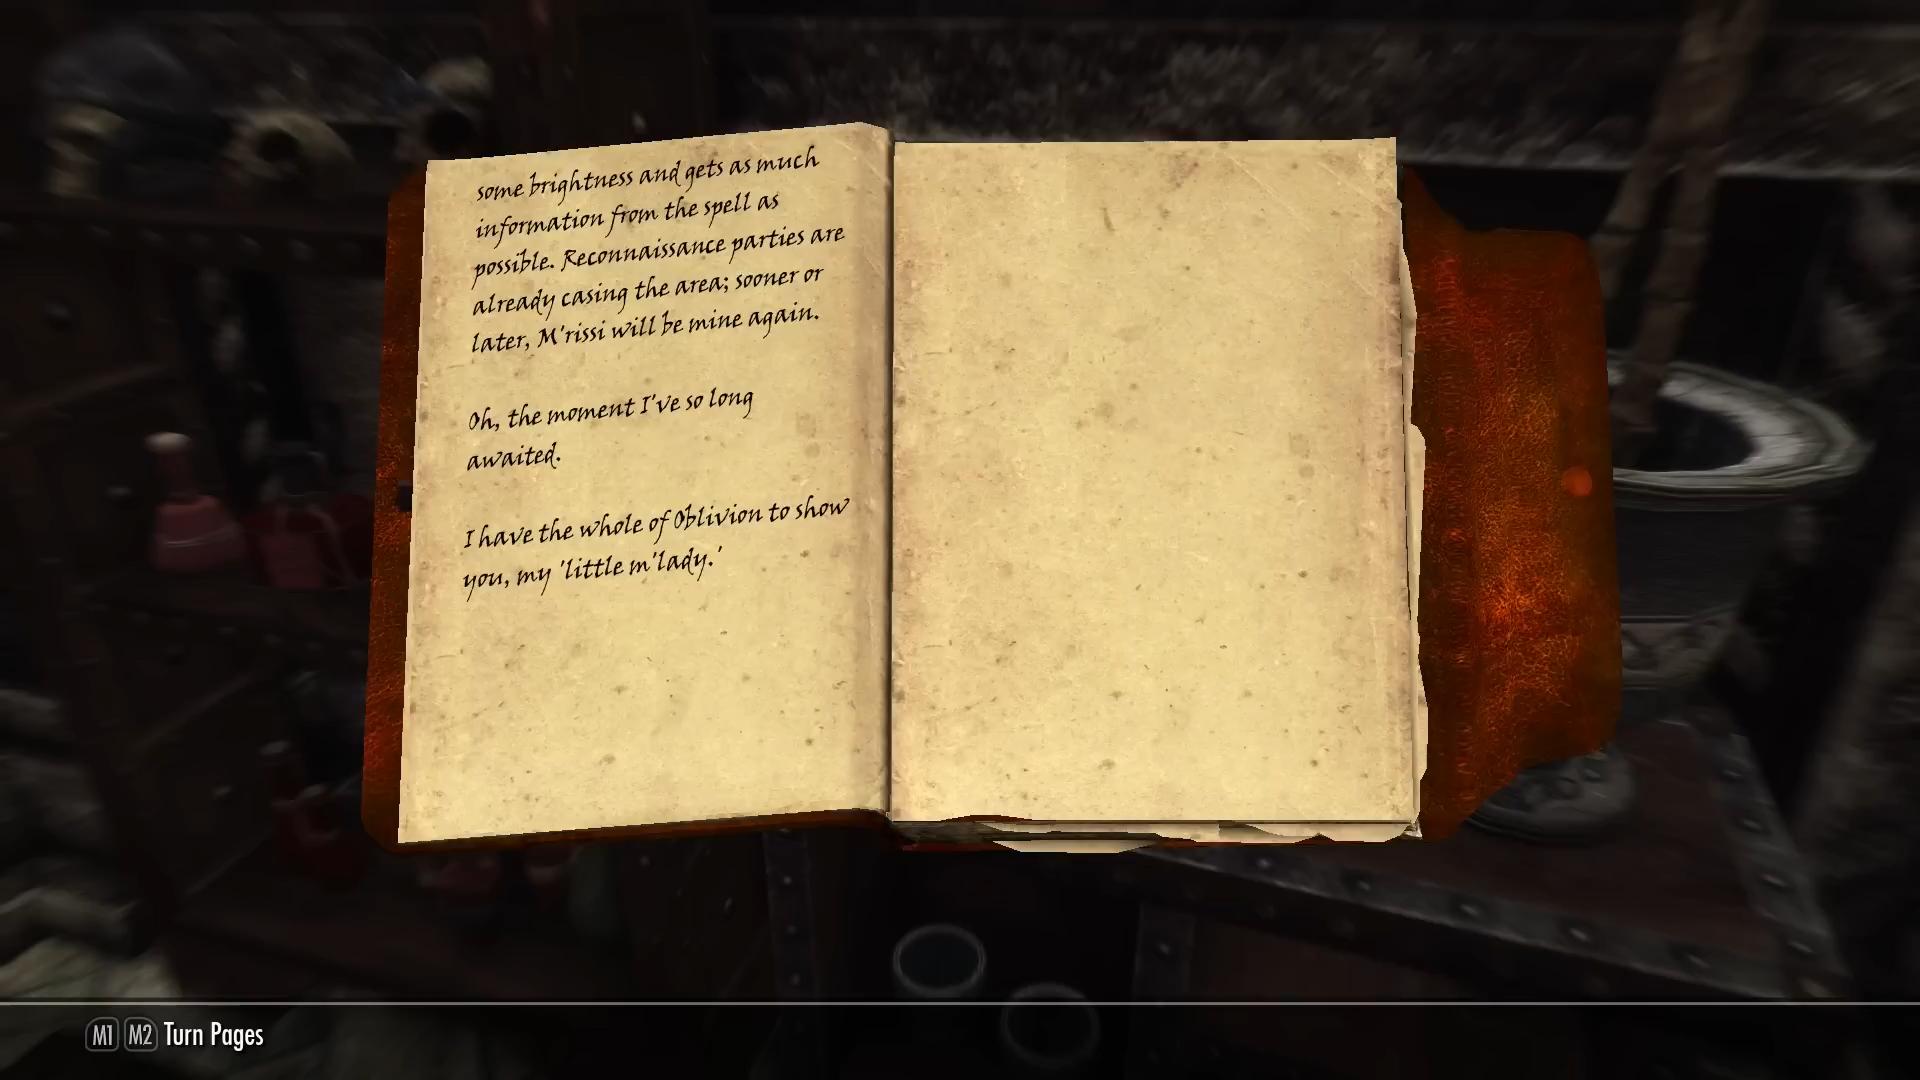 some brightness and gets as much
information from the spell as
possible. Reconnaissance parties are
already casing the area; sooner or
later, M'rissi will be mine again.
Oh, the moment I've so long
awaited.
I have the whole of Oblivion to show
you, my 'little m'lady.'
M1 M2 Turn Pages